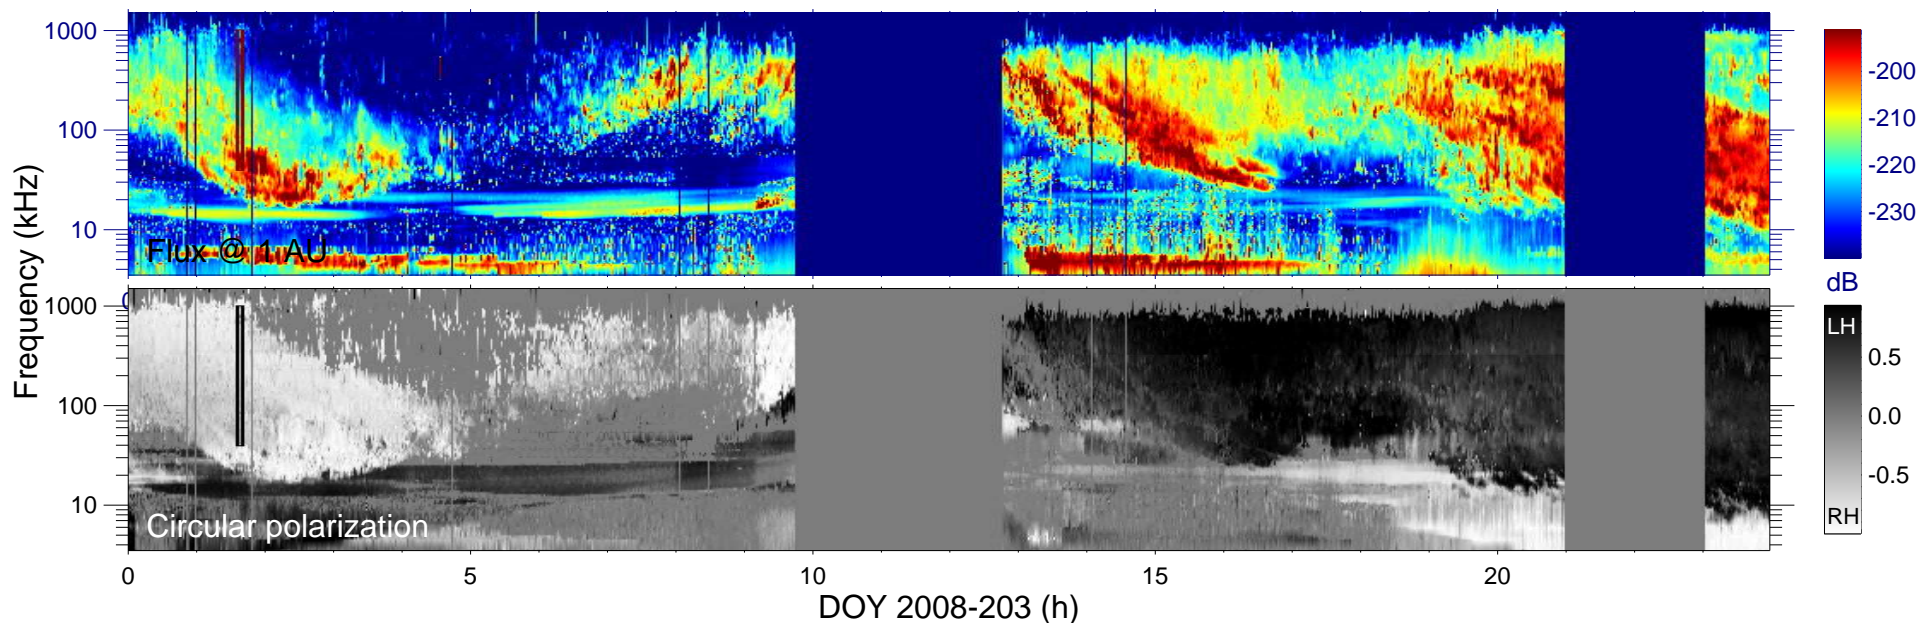 1000
100
10
Flux @ 1 AU
-200
-210
-220
-230
dB
Frequency (kHz)
0
1000
100
10
Circular polarization
LH
0.5
0.0
-0.5
RH
0 5 10 15 20
DOY 2008-203 (h)